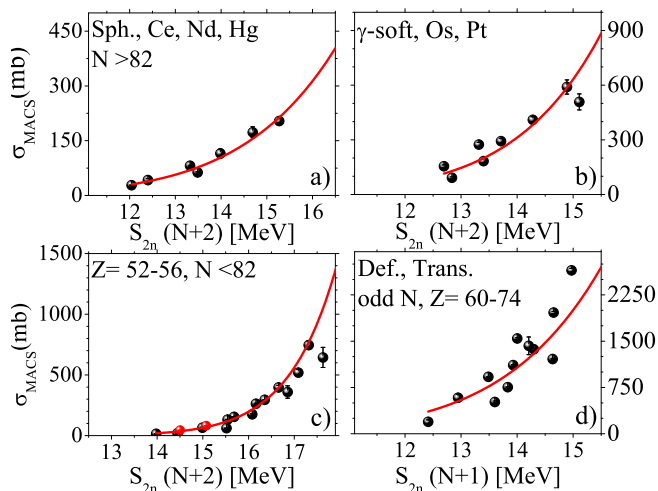 Sph., Ce, Nd, Hg
N >82
a)
450
300
150
0
12 13 14 15 16
σMACS(mb)
S2n (N+2) [MeV]
γ-soft, Os, Pt
b)
900
600
300
0
12 13 14 15
S2n (N+2) [MeV]
Z= 52-56, N <82
c)
1500
1000
500
0
13 14 15 16 17
σMACS(mb)
S2n (N+2) [MeV]
Def., Trans.
odd N, Z= 60-74
d)
2250
1500
750
0
12 13 14 15
S2n (N+1) [MeV]